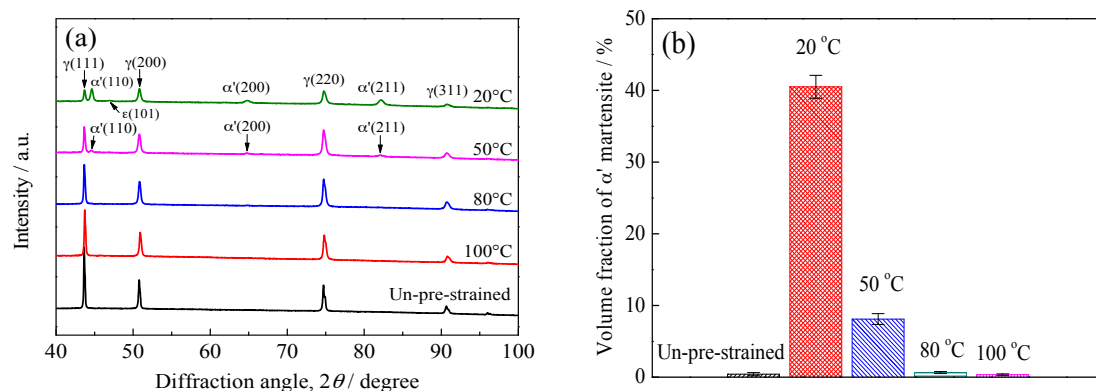 (a)
γ(111)
α'(110)
γ(200)
ε(101)
α'(200)
γ(220)
α'(211)
γ(311)
20°C
α'(110)
α'(200)
α'(211)
50°C
80°C
100°C
Un-pre-strained
Intensity / a.u.
40 50 60 70 80 90 100
Diffraction angle, 2θ / degree
(b)
Volume fraction of α' martensite / %
50
40
30
20
10
0
20 °C
50 °C
Un-pre-strained
80 °C
100 °C